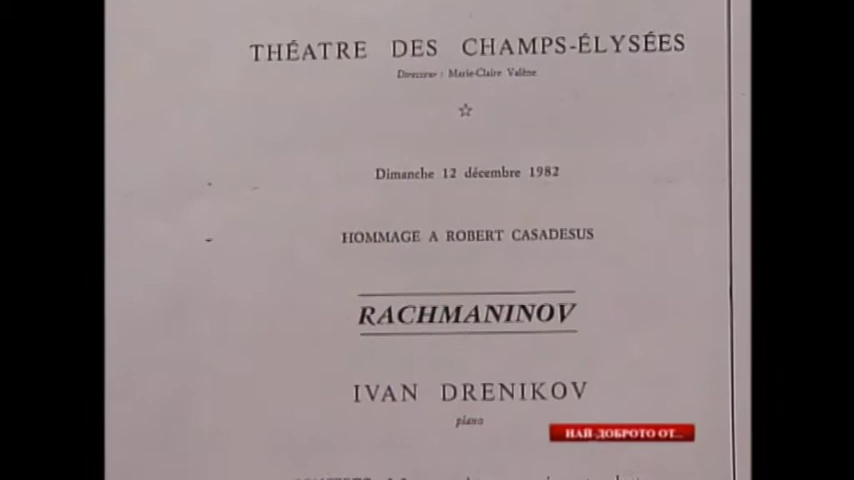 THÉATRE DES CHAMPS-ÉLYSÉES
Directeur : Marie-Claire Valène
☆
Dimanche 12 décembre 1982
HOMMAGE A ROBERT CASADESUS
RACHMANINOV
IVAN DRENIKOV
piano
НАЙ-ДОБРОТО ОТ...